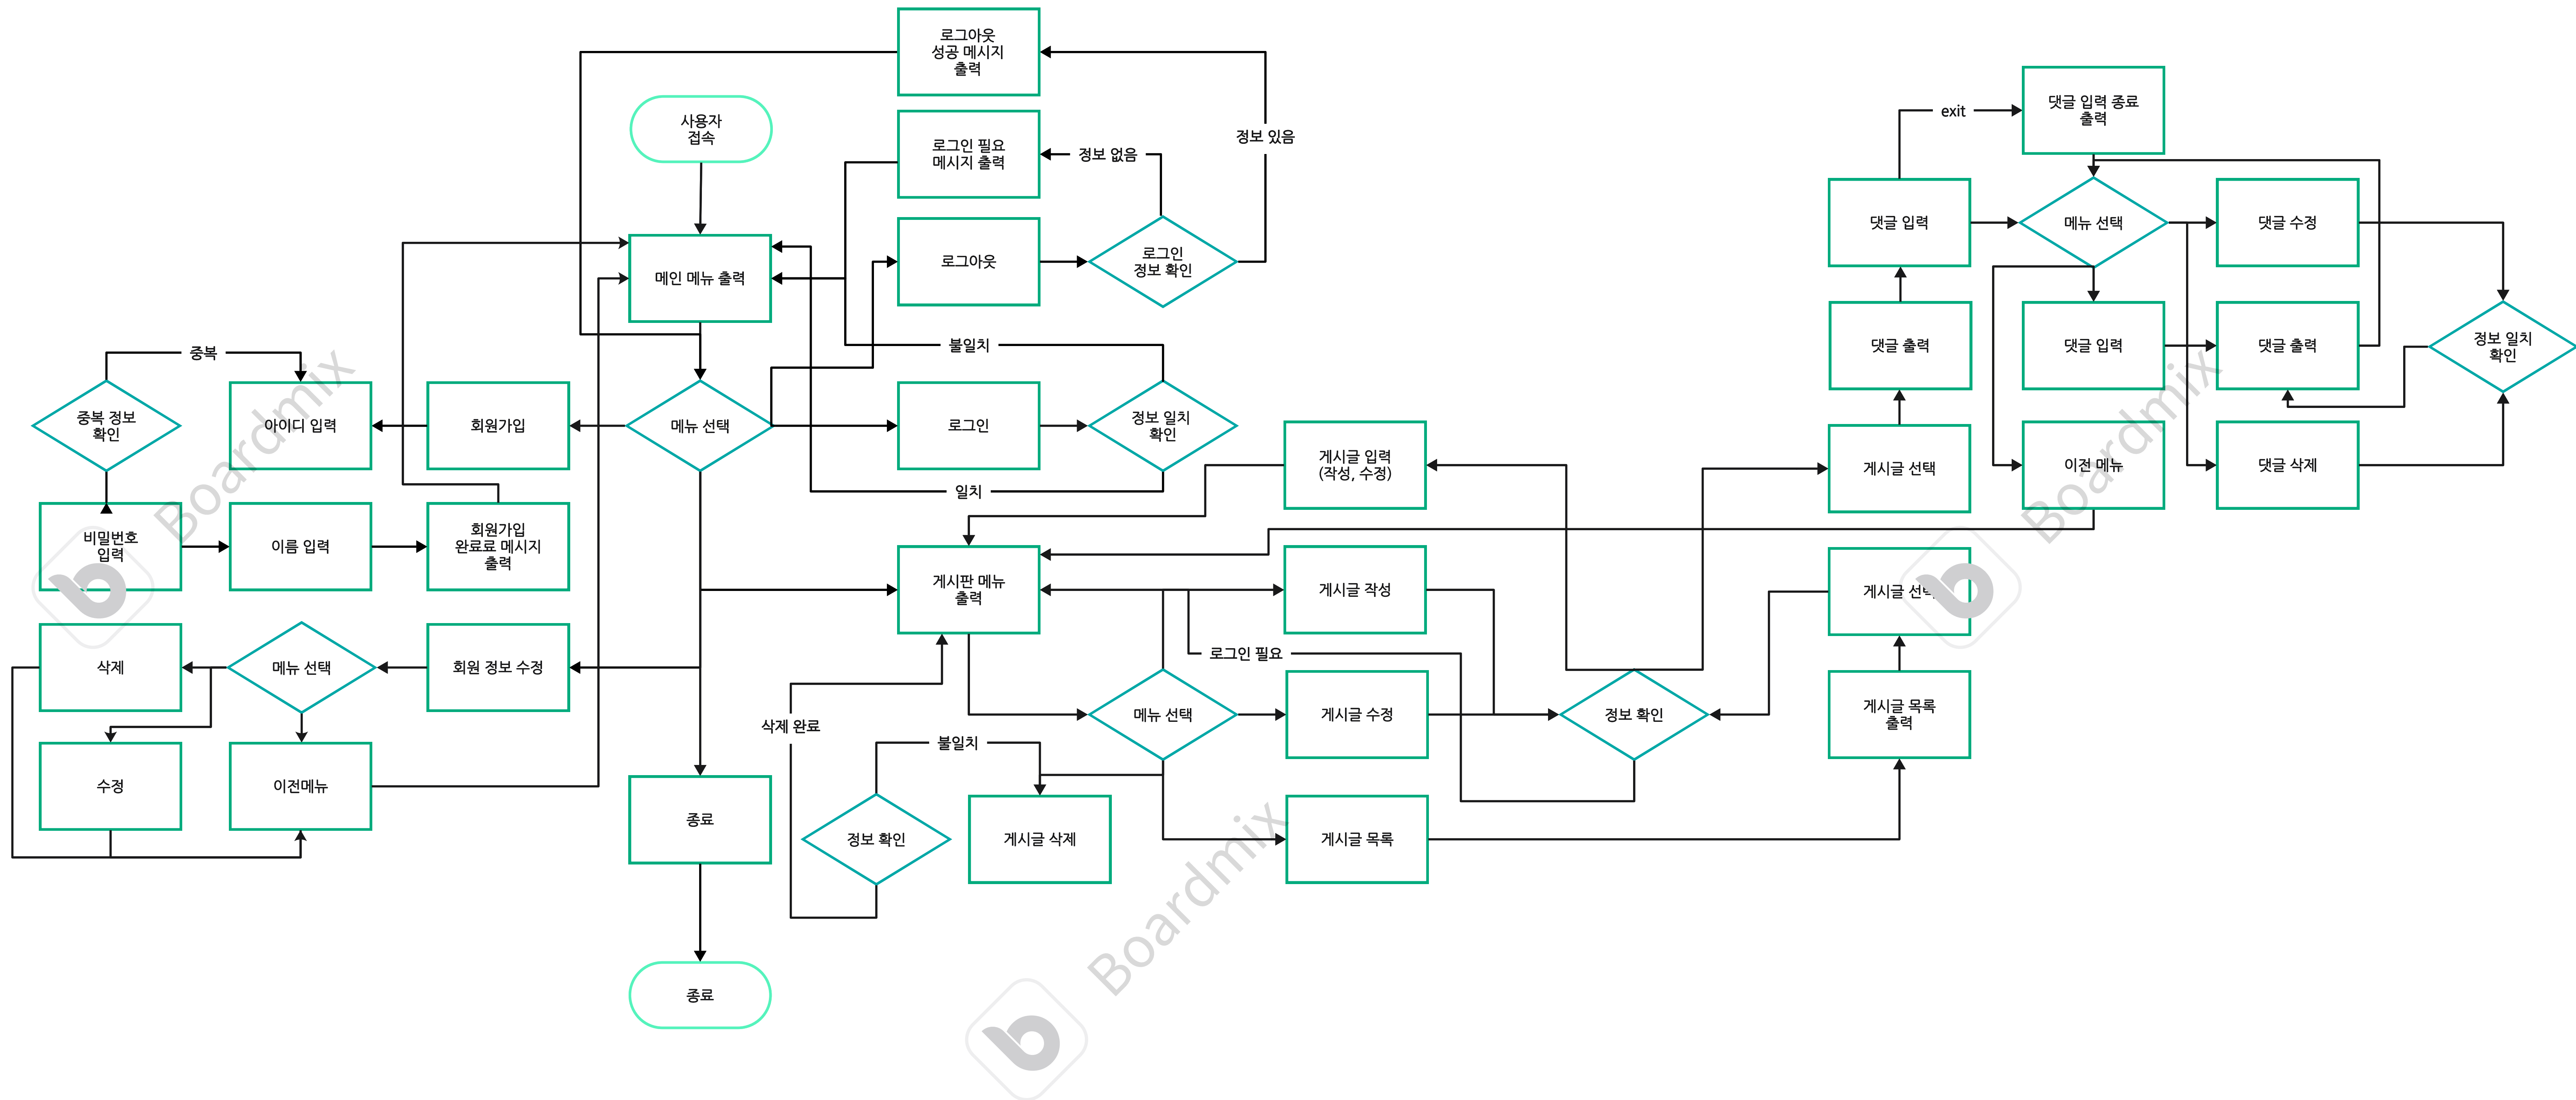 로그아웃
성공 메시지
출력
사용자
접속
로그인 필요
메시지 출력
정보 없음
정보 있음
메인 메뉴 출력
로그아웃
로그인
정보 확인
불일치
중복
중복 정보
확인
아이디 입력
회원가입
메뉴 선택
로그인
정보 일치
확인
일치
비밀번호
입력
이름 입력
회원가입
완료료 메시지
출력
삭제
메뉴 선택
회원 정보 수정
수정
이전메뉴
종료
종료
게시글 입력
(작성, 수정)
게시판 메뉴
출력
게시글 작성
로그인 필요
메뉴 선택
게시글 수정
정보 확인
삭제 완료
불일치
정보 확인
게시글 삭제
게시글 목록
exit
댓글 입력 종료
출력
댓글 입력
메뉴 선택
댓글 수정
댓글 출력
댓글 입력
댓글 출력
정보 일치
확인
게시글 선택
이전 메뉴
댓글 삭제
게시글 선택
게시글 목록
출력
Boardmix
Boardmix
Boardmix